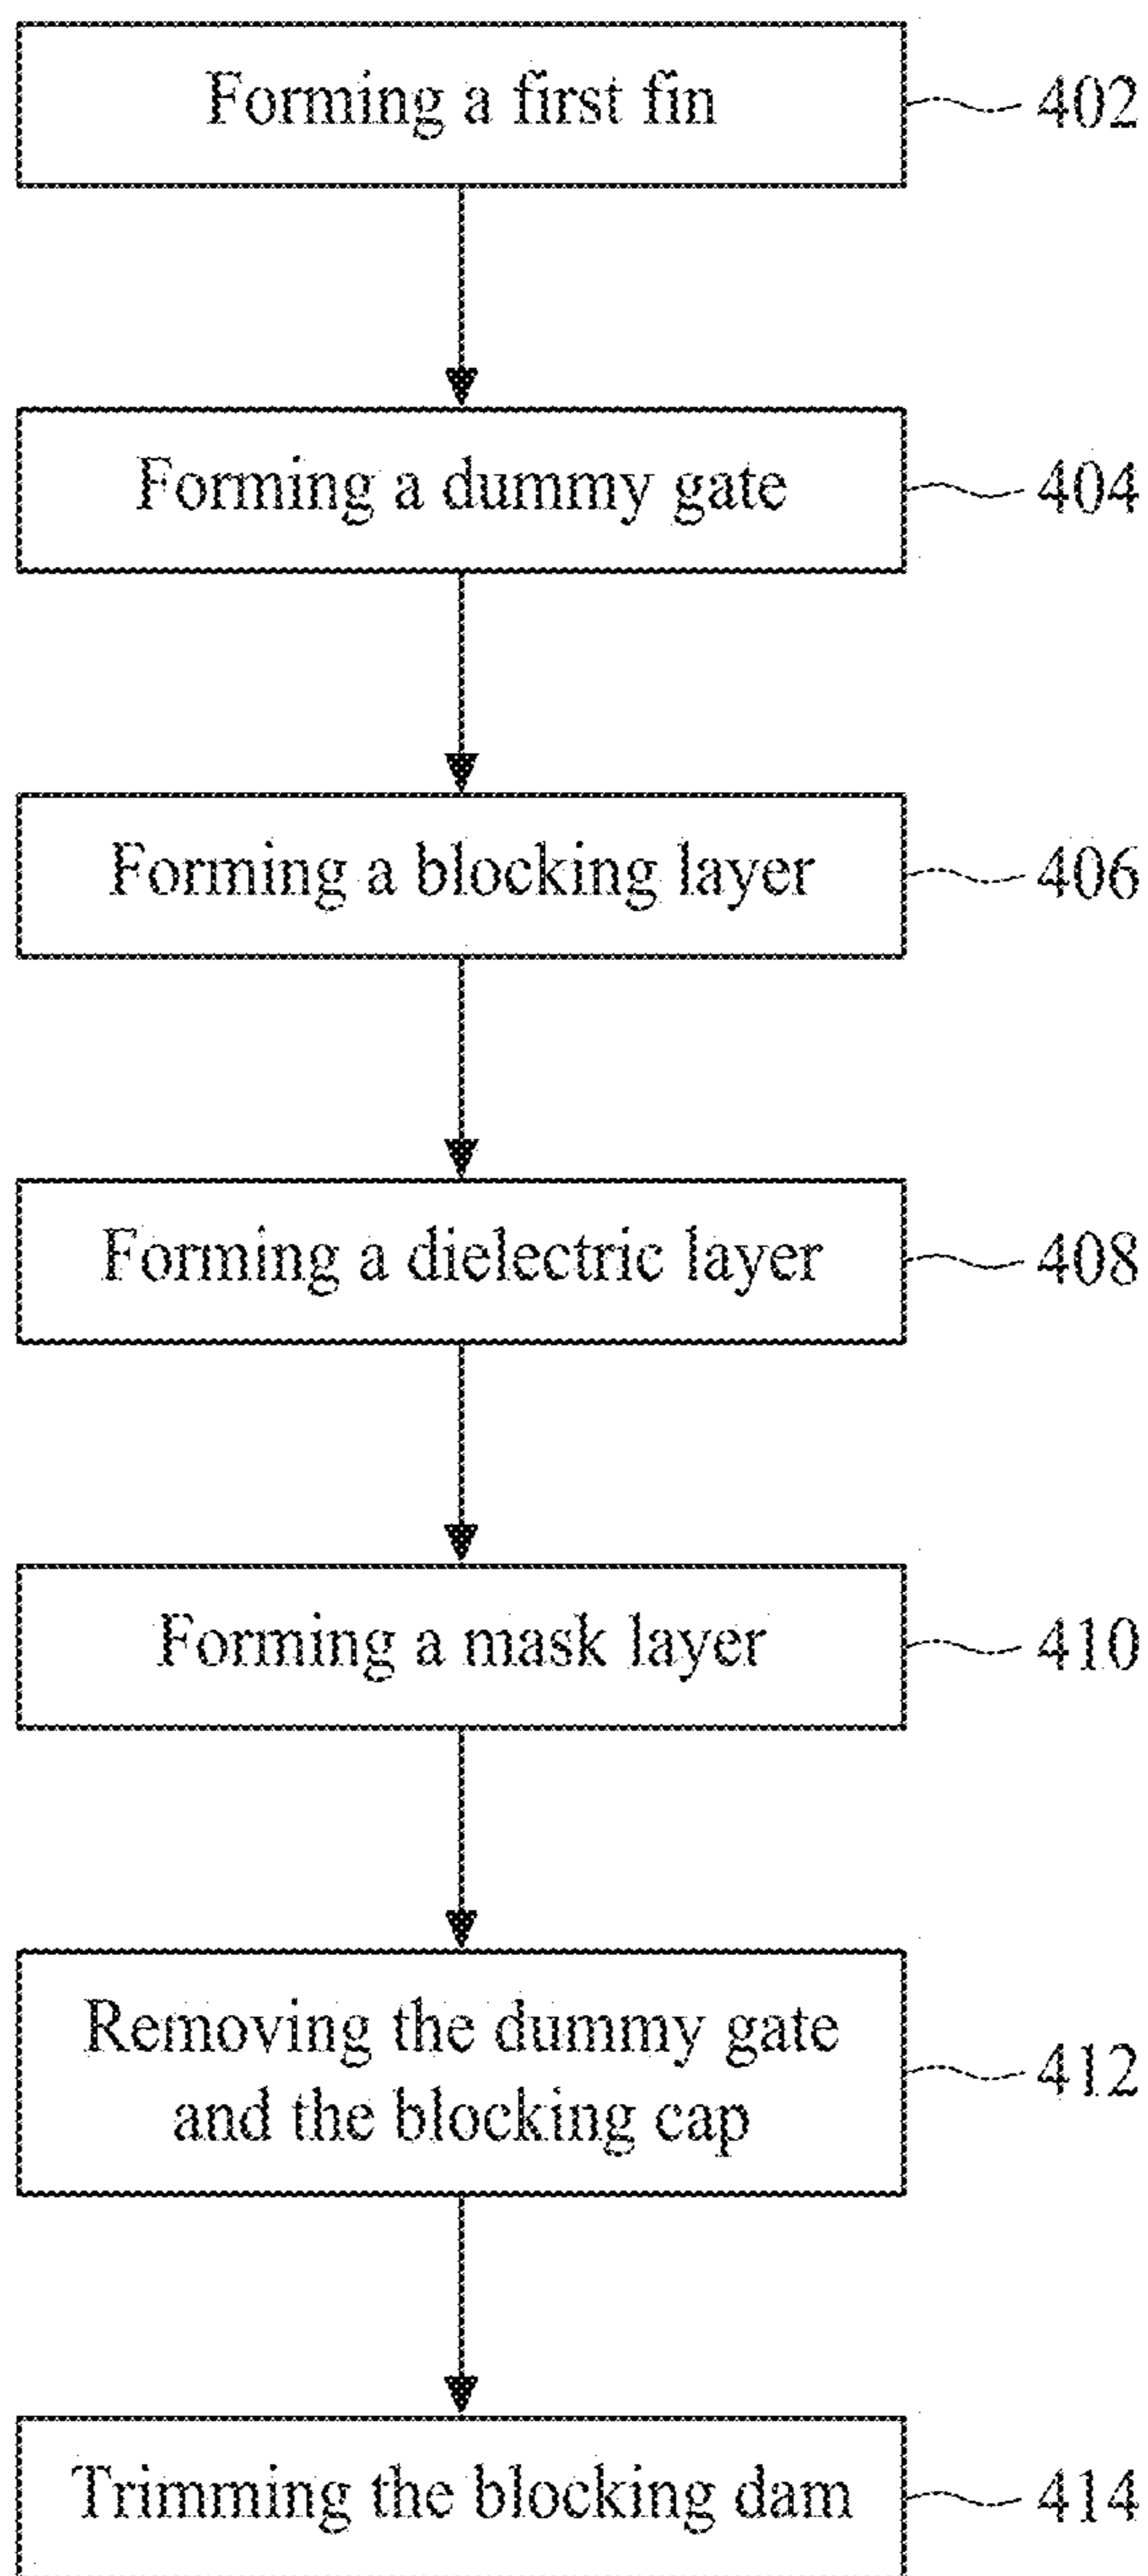 Forming a first fin
402
Forming a dummy gate
404
Forming a blocking layer
406
Forming a dielectric layer
408
Forming a mask layer
410
Removing the dummy gate
and the blocking cap
412
Trimming the blocking dam
414